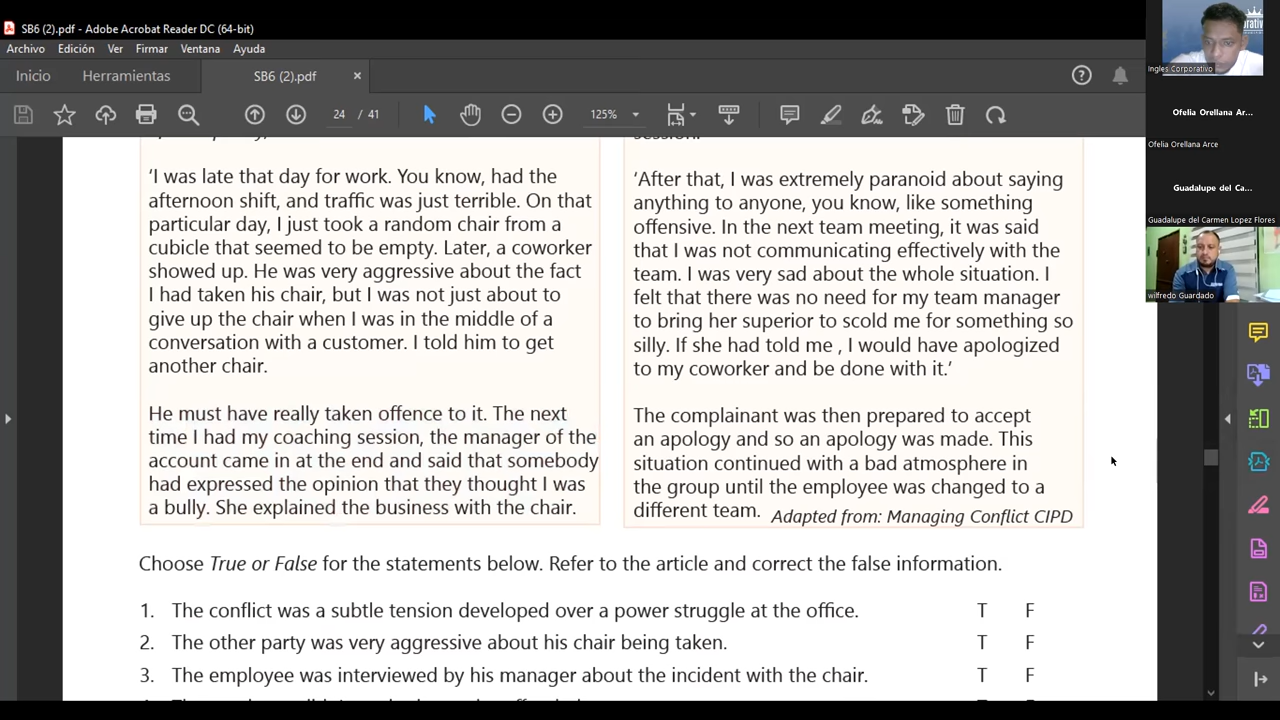 SB6 (2).pdf - Adobe Acrobat Reader DC (64-bit)
Archivo Edición Ver Firmar Ventana Ayuda
Inicio Herramientas SB6 (2).pdf ×
24 / 41 125%
session.
'I was late that day for work. You know, had the
afternoon shift, and traffic was just terrible. On that
particular day, I just took a random chair from a
cubicle that seemed to be empty. Later, a coworker
showed up. He was very aggressive about the fact
I had taken his chair, but I was not just about to
give up the chair when I was in the middle of a
conversation with a customer. I told him to get
another chair.
He must have really taken offence to it. The next
time I had my coaching session, the manager of the
account came in at the end and said that somebody
had expressed the opinion that they thought I was
a bully. She explained the business with the chair.
'After that, I was extremely paranoid about saying
anything to anyone, you know, like something
offensive. In the next team meeting, it was said
that I was not communicating effectively with the
team. I was very sad about the whole situation. I
felt that there was no need for my team manager
to bring her superior to scold me for something so
silly. If she had told me , I would have apologized
to my coworker and be done with it.'
The complainant was then prepared to accept
an apology and so an apology was made. This
situation continued with a bad atmosphere in
the group until the employee was changed to a
different team. Adapted from: Managing Conflict CIPD
Choose True or False for the statements below. Refer to the article and correct the false information.
1. The conflict was a subtle tension developed over a power struggle at the office. T F
2. The other party was very aggressive about his chair being taken. T F
3. The employee was interviewed by his manager about the incident with the chair. T F
Ingles Corporativo
Ofelia Orellana Ar...
Ofelia Orellana Arce
Guadalupe del Ca...
Guadalupe del Carmen Lopez Flores
wilfredo Guardado